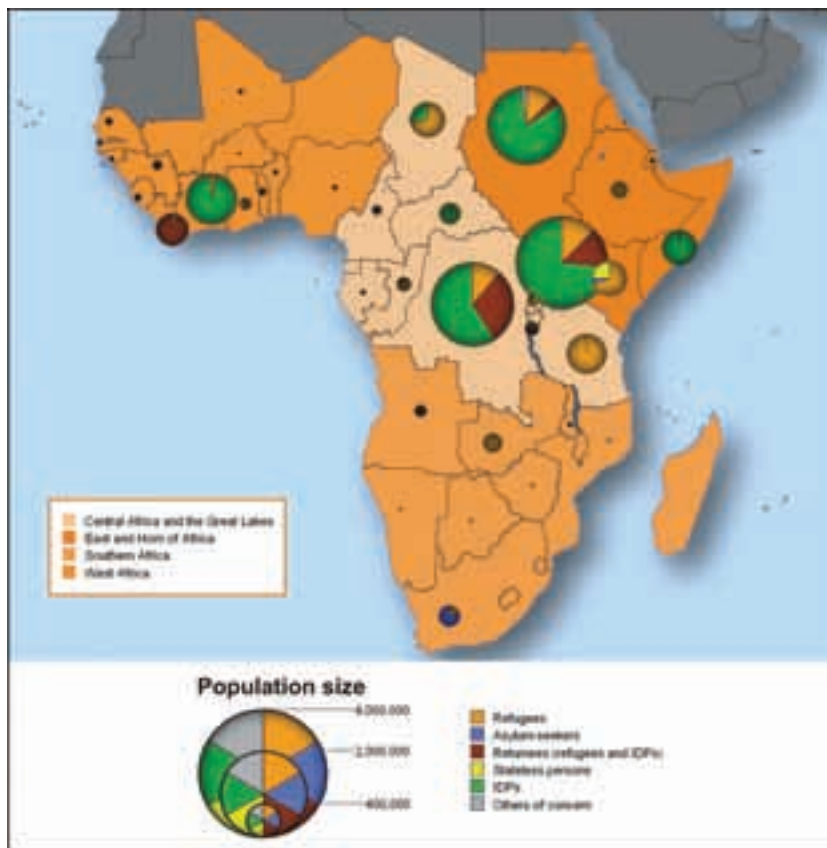 Central Africa and the Great Lakes
East and Horn of Africa
Southern Africa
West Africa
Population size
2,000,000
400,000
Refugees
Asylum-seekers
Returnees (refugees and IDPs)
Stateless persons
IDPs
Others of concern